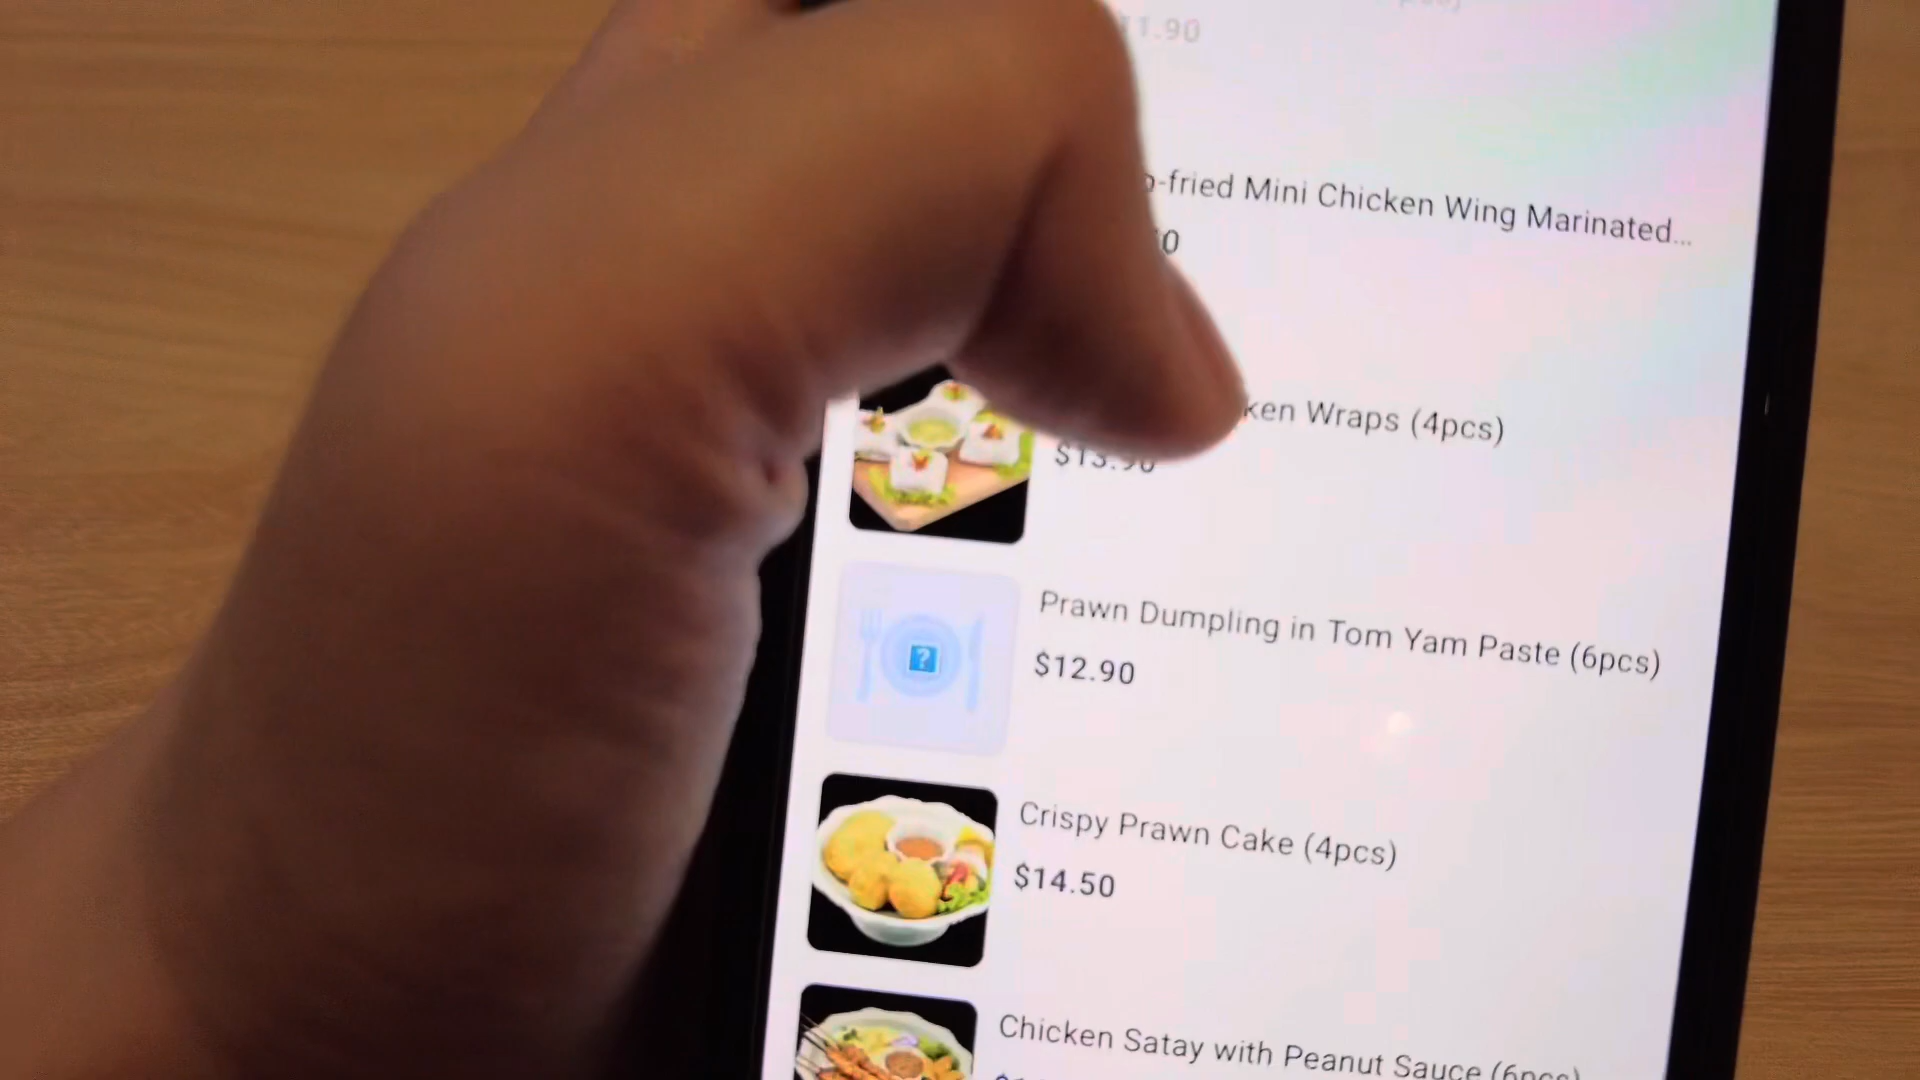 -fried Mini Chicken Wing Marinated...
Wraps (4pcs)
Prawn Dumpling in Tom Yam Paste (6pcs)
$12.90
Crispy Prawn Cake (4pcs)
$14.50
Chicken Satay with Peanut Sauce (6pcs)